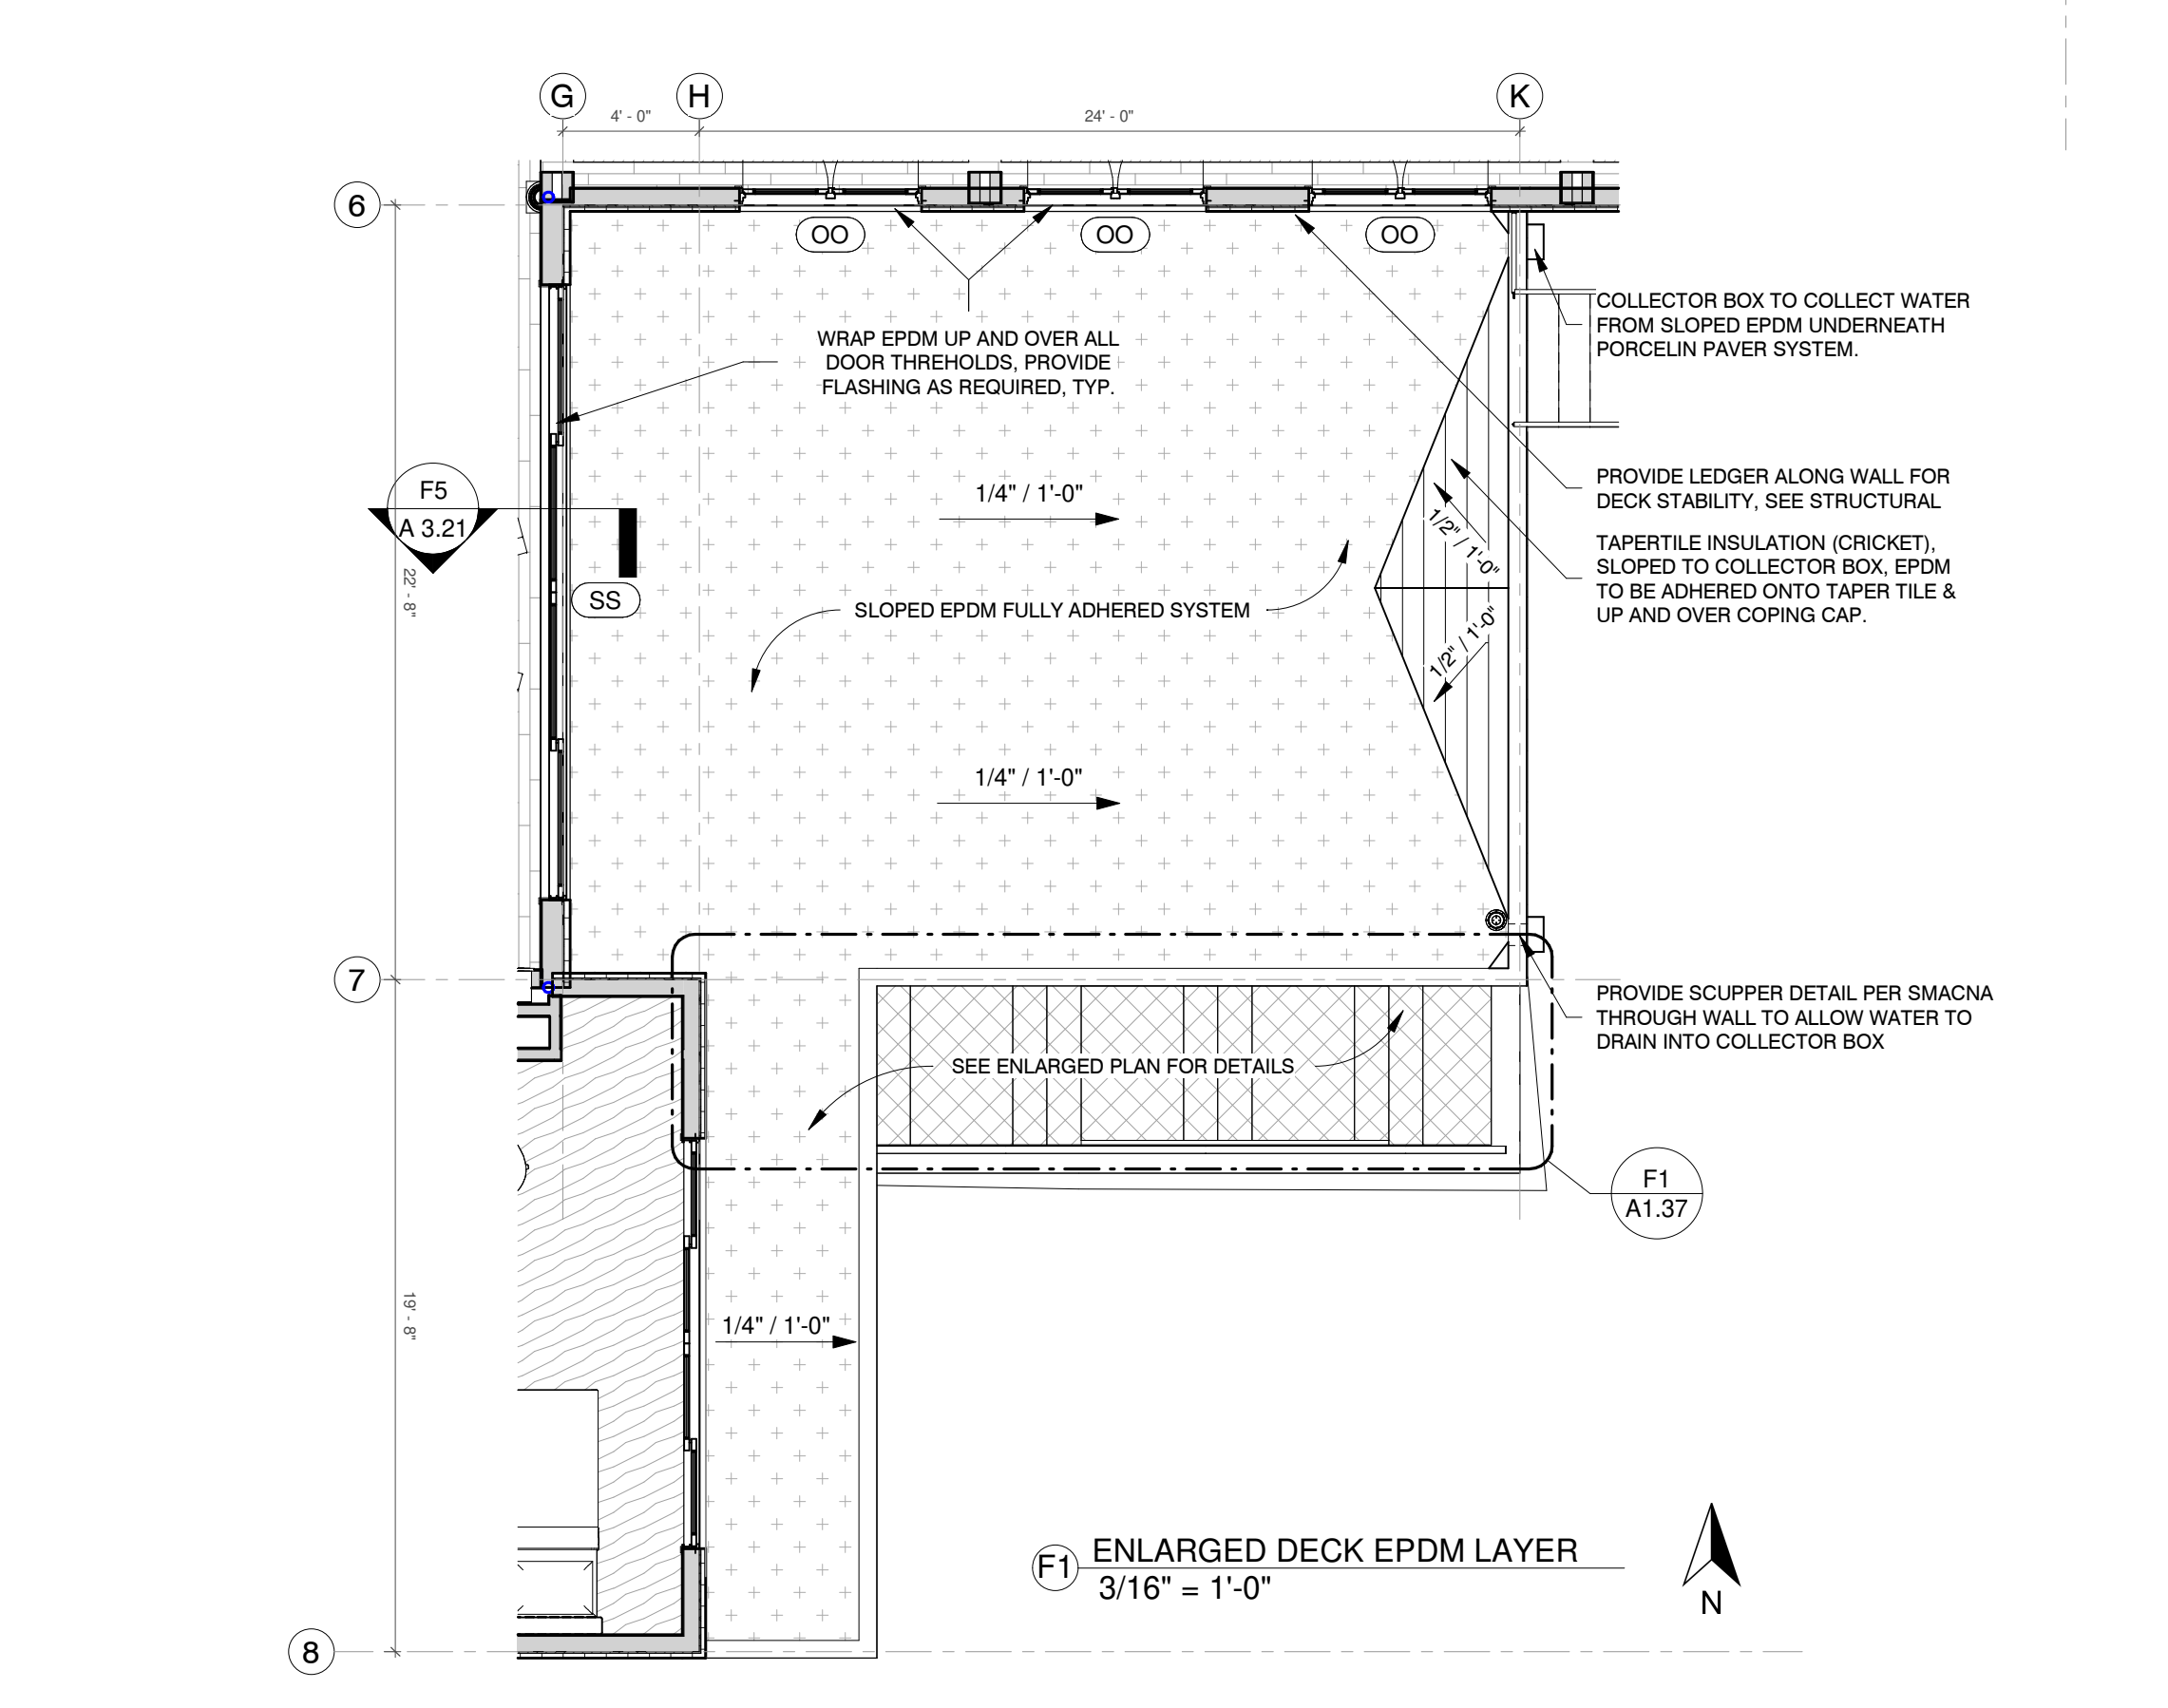 G
H
K
4' - 0"
24' - 0"
6
OO
OO
OO
COLLECTOR BOX TO COLLECT WATER
FROM SLOPED EPDM UNDERNEATH
PORCELIN PAVER SYSTEM.
WRAP EPDM UP AND OVER ALL
DOOR THREHOLDS, PROVIDE
FLASHING AS REQUIRED, TYP.
PROVIDE LEDGER ALONG WALL FOR
DECK STABILITY, SEE STRUCTURAL
F5
A 3.21
1/4" / 1'-0"
1/2" / 1'-0"
TAPERTILE INSULATION (CRICKET),
SLOPED TO COLLECTOR BOX, EPDM
TO BE ADHERED ONTO TAPER TILE &
UP AND OVER COPING CAP.
22' - 8"
SS
SLOPED EPDM FULLY ADHERED SYSTEM
1/2" / 1'-0"
1/4" / 1'-0"
7
PROVIDE SCUPPER DETAIL PER SMACNA
THROUGH WALL TO ALLOW WATER TO
DRAIN INTO COLLECTOR BOX
SEE ENLARGED PLAN FOR DETAILS
F1
A1.37
19' - 8"
1/4" / 1'-0"
F1
ENLARGED DECK EPDM LAYER
3/16" = 1'-0"
N
8